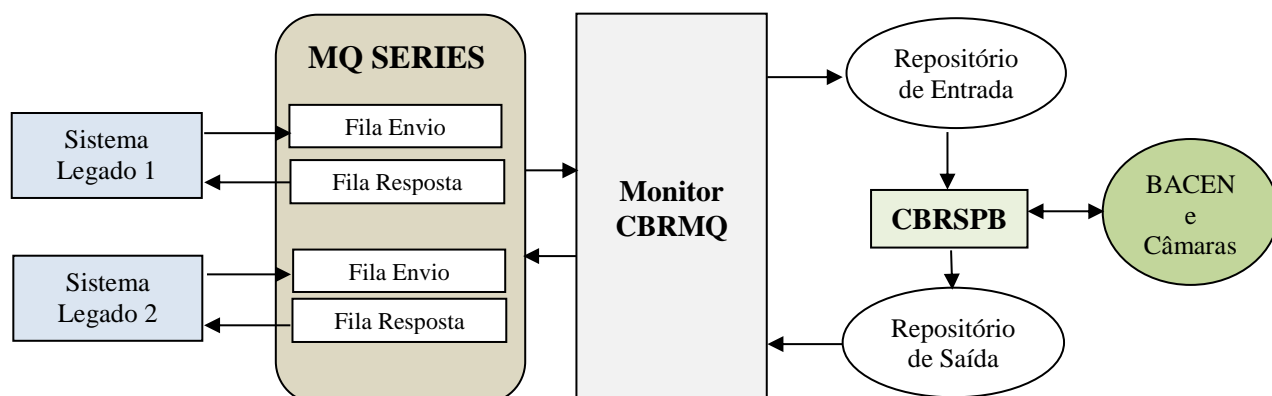 MQ SERIES
Sistema
Legado 1
Fila Envio
Fila Resposta
Sistema
Legado 2
Fila Envio
Fila Resposta
Monitor
CBRMQ
Repositório
de Entrada
CBRSPB
BACEN
e
Câmaras
Repositório
de Saída